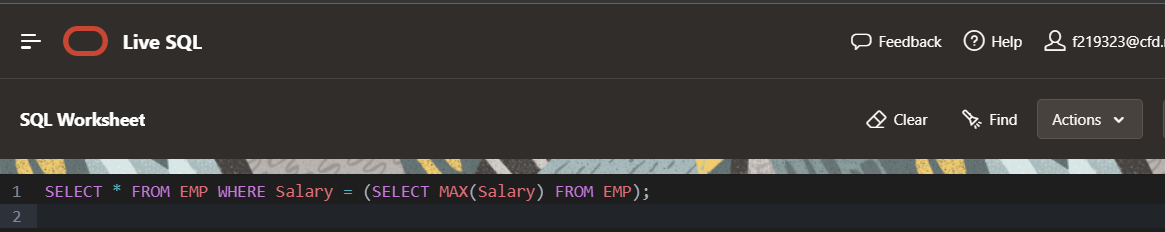 Live SQL
Feedback
Help
f219323@cfd.
SQL Worksheet
Clear
Find
Actions
1 SELECT * FROM EMP WHERE Salary = (SELECT MAX(Salary) FROM EMP);
2